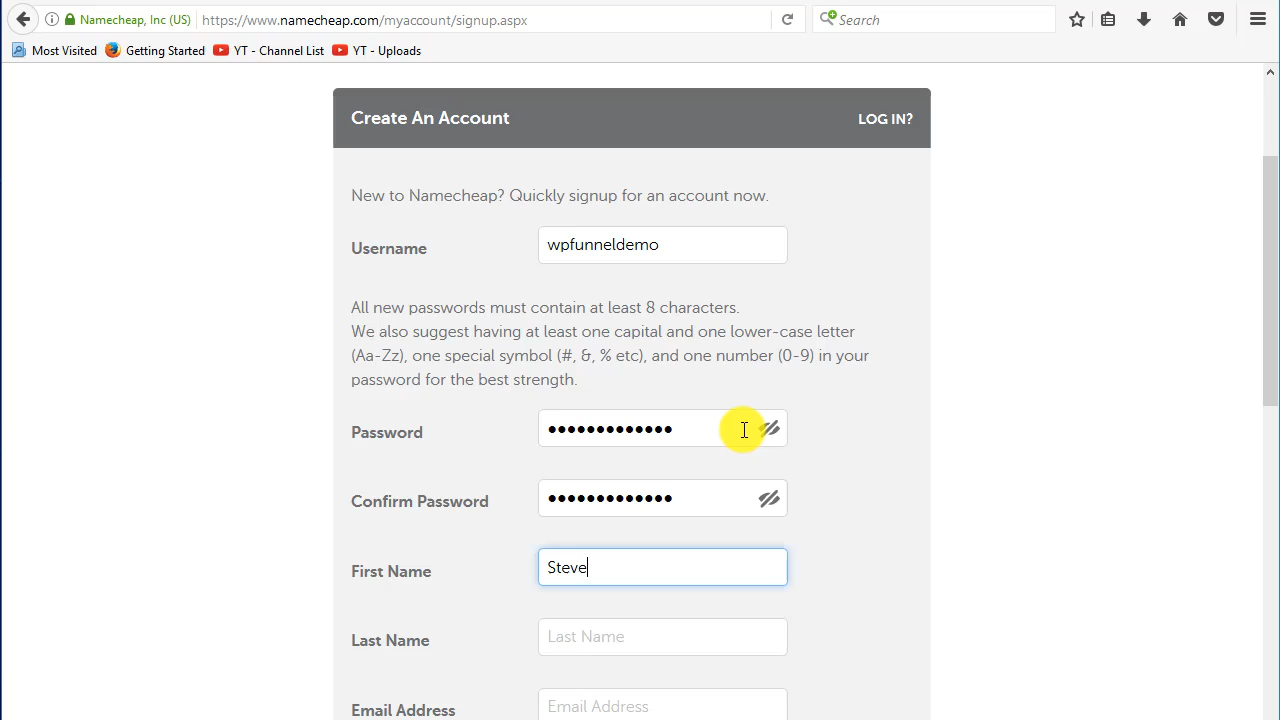 Namecheap, Inc (US) https://www.namecheap.com/myaccount/signup.aspx Search
Most Visited Getting Started YT - Channel List YT - Uploads
Create An Account LOG IN?
New to Namecheap? Quickly signup for an account now.
Username wpfunneldemo
All new passwords must contain at least 8 characters.
We also suggest having at least one capital and one lower-case letter
(Aa-Zz), one special symbol (#, &, % etc), and one number (0-9) in your
password for the best strength.
Password •••••••••••••
Confirm Password •••••••••••••
First Name Steve
Last Name Last Name
Email Address Email Address